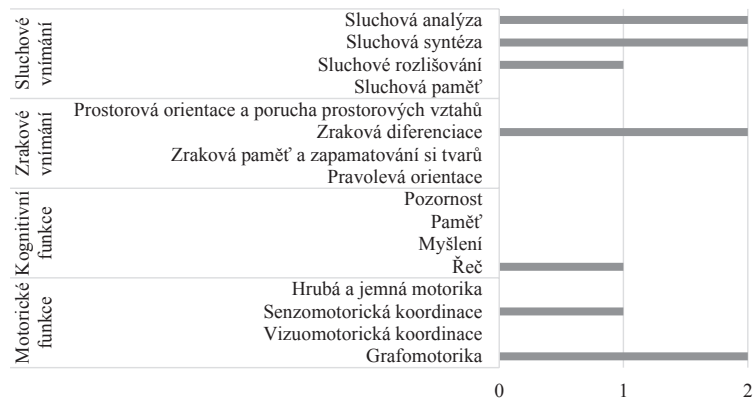 Sluchové
vnímání
Sluchová analýza
Sluchová syntéza
Sluchové rozlišování
Sluchová paměť
Zrakové
vnímání
Prostorová orientace a porucha prostorových vztahů
Zraková diferenciace
Zraková paměť a zapamatování si tvarů
Pravolevá orientace
Kognitivní
funkce
Pozornost
Paměť
Myšlení
Řeč
Motorické
funkce
Hrubá a jemná motorika
Senzomotorická koordinace
Vizuomotorická koordinace
Grafomotorika
0 1 2